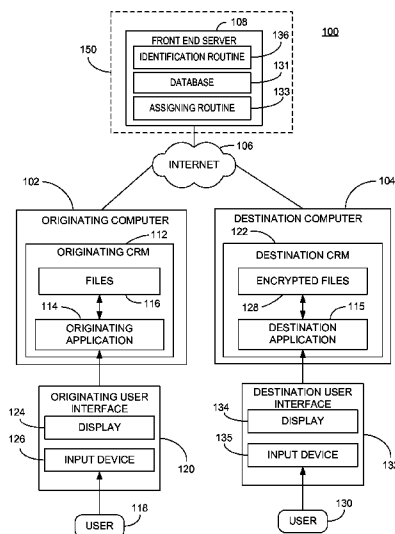 108
100
FRONT END SERVER
136
IDENTIFICATION ROUTINE
150
131
DATABASE
133
ASSIGNING ROUTINE
106
INTERNET
102
104
ORIGINATING COMPUTER
112
ORIGINATING CRM
FILES
114
116
ORIGINATING
APPLICATION
DESTINATION COMPUTER
122
DESTINATION CRM
ENCRYPTED FILES
128
115
DESTINATION
APPLICATION
ORIGINATING USER
INTERFACE
124
DISPLAY
126
INPUT DEVICE
120
USER
118
DESTINATION USER
INTERFACE
134
DISPLAY
135
INPUT DEVICE
132
USER
130